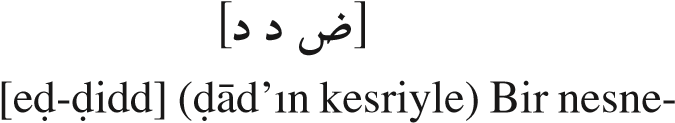 [ض د د]
[eḍ-ḍidd] (ḍād’ın kesriyle) Bir nesne-